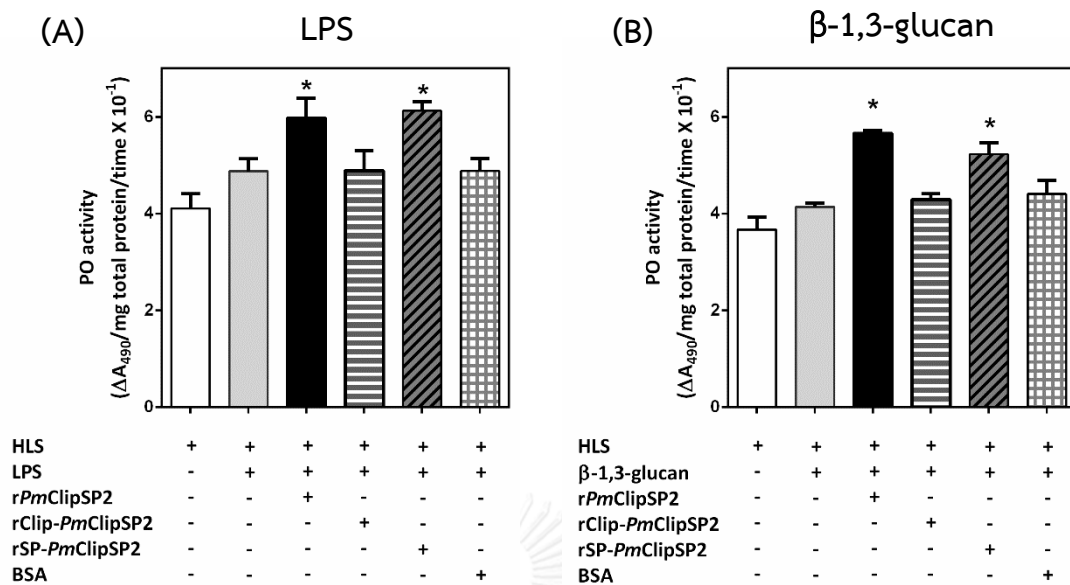 (A) LPS
PO activity
(ΔA490/mg total protein/time X 10-1)
6
4
2
0
* *
HLS + + + + + +
LPS - + + + + +
rPmClipSP2 - - + - - -
rClip-PmClipSP2 - - - + - -
rSP-PmClipSP2 - - - - + -
BSA - - - - - +
(B) β-1,3-glucan
PO activity
(ΔA490/mg total protein/time X 10-1)
6
4
2
0
* *
HLS + + + + + +
β-1,3-glucan - + + + + +
rPmClipSP2 - - + - - -
rClip-PmClipSP2 - - - + - -
rSP-PmClipSP2 - - - - + -
BSA - - - - - +